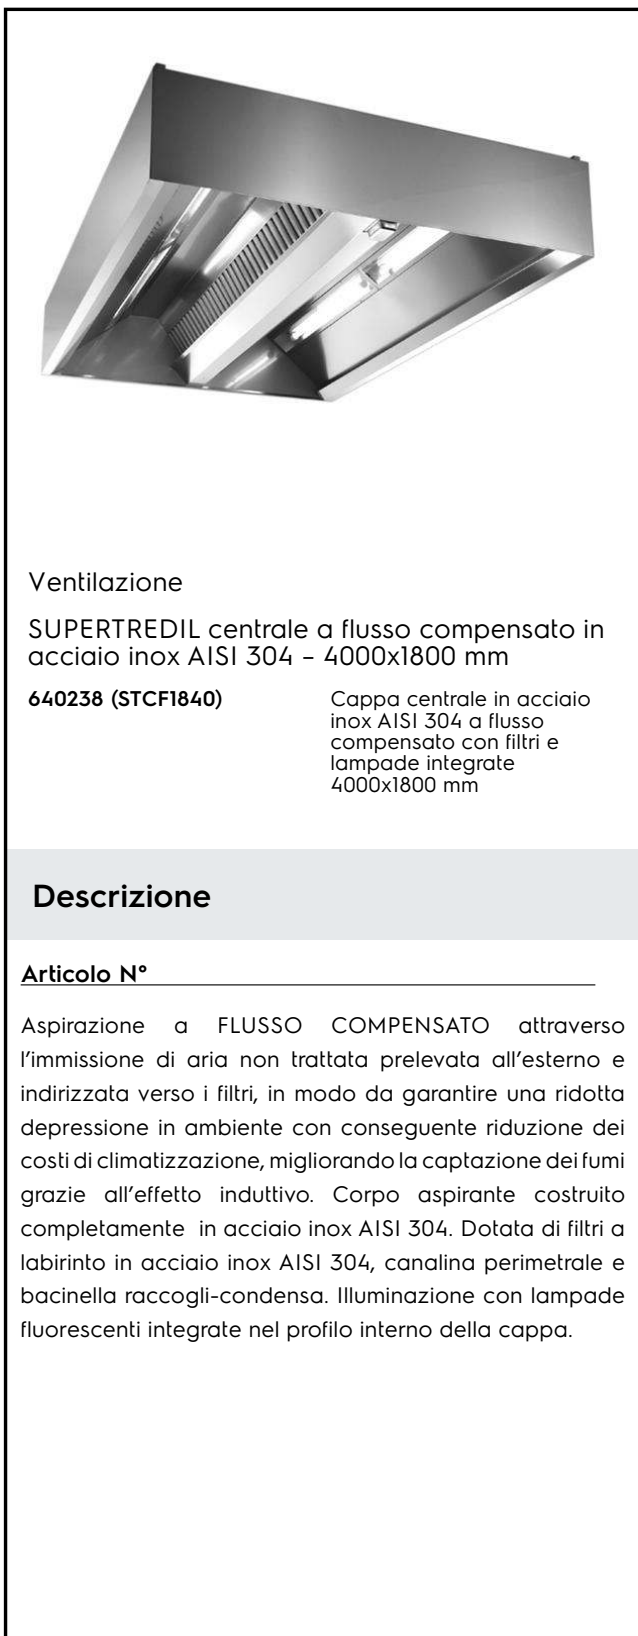 Ventilazione
SUPERTREDIL centrale a flusso compensato in
acciaio inox AISI 304 – 4000x1800 mm
640238 (STCF1840)
Cappa centrale in acciaio
inox AISI 304 a flusso
compensato con filtri e
lampade integrate
4000x1800 mm
Descrizione
Articolo N°
Aspirazione a FLUSSO COMPENSATO attraverso
l'immissione di aria non trattata prelevata all'esterno e
indirizzata verso i filtri, in modo da garantire una ridotta
depressione in ambiente con conseguente riduzione dei
costi di climatizzazione, migliorando la captazione dei fumi
grazie all'effetto induttivo. Corpo aspirante costruito
completamente in acciaio inox AISI 304. Dotata di filtri a
labirinto in acciaio inox AISI 304, canalina perimetrale e
bacinella raccogli-condensa. Illuminazione con lampade
fluorescenti integrate nel profilo interno della cappa.